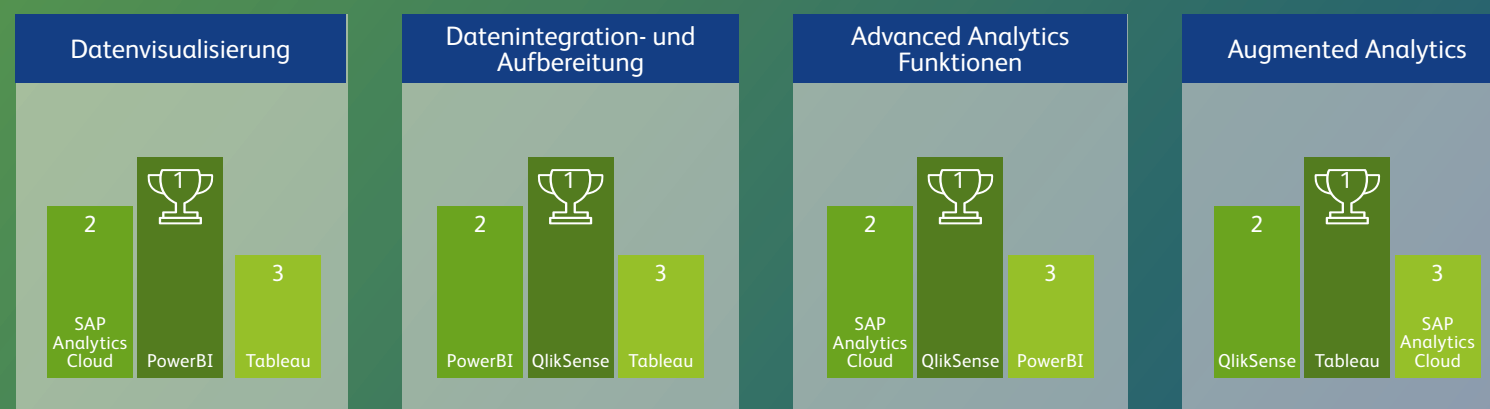 Datenvisualisierung
1
2
3
SAP
Analytics
Cloud
PowerBI
Tableau
Datenintegration- und
Aufbereitung
1
2
3
PowerBI
QlikSense
Tableau
Advanced Analytics
Funktionen
1
2
3
SAP
Analytics
Cloud
QlikSense
PowerBI
Augmented Analytics
1
2
3
QlikSense
Tableau
SAP
Analytics
Cloud